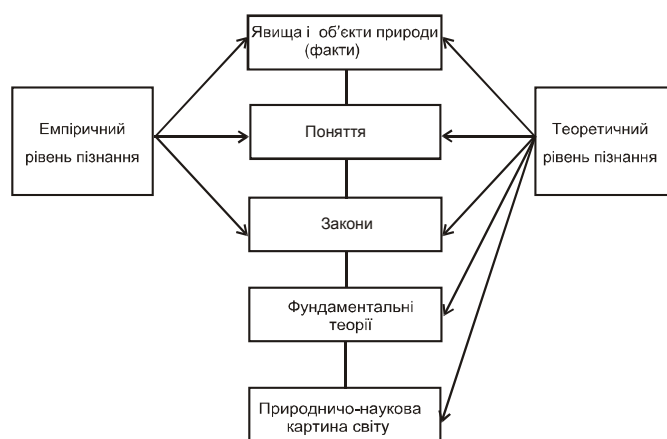 Явища і об'єкти природи
(факти)
Емпіричний
рівень пізнання
Поняття
Теоретичний
рівень пізнання
Закони
Фундаментальні
теорії
Природничо-наукова
картина світу